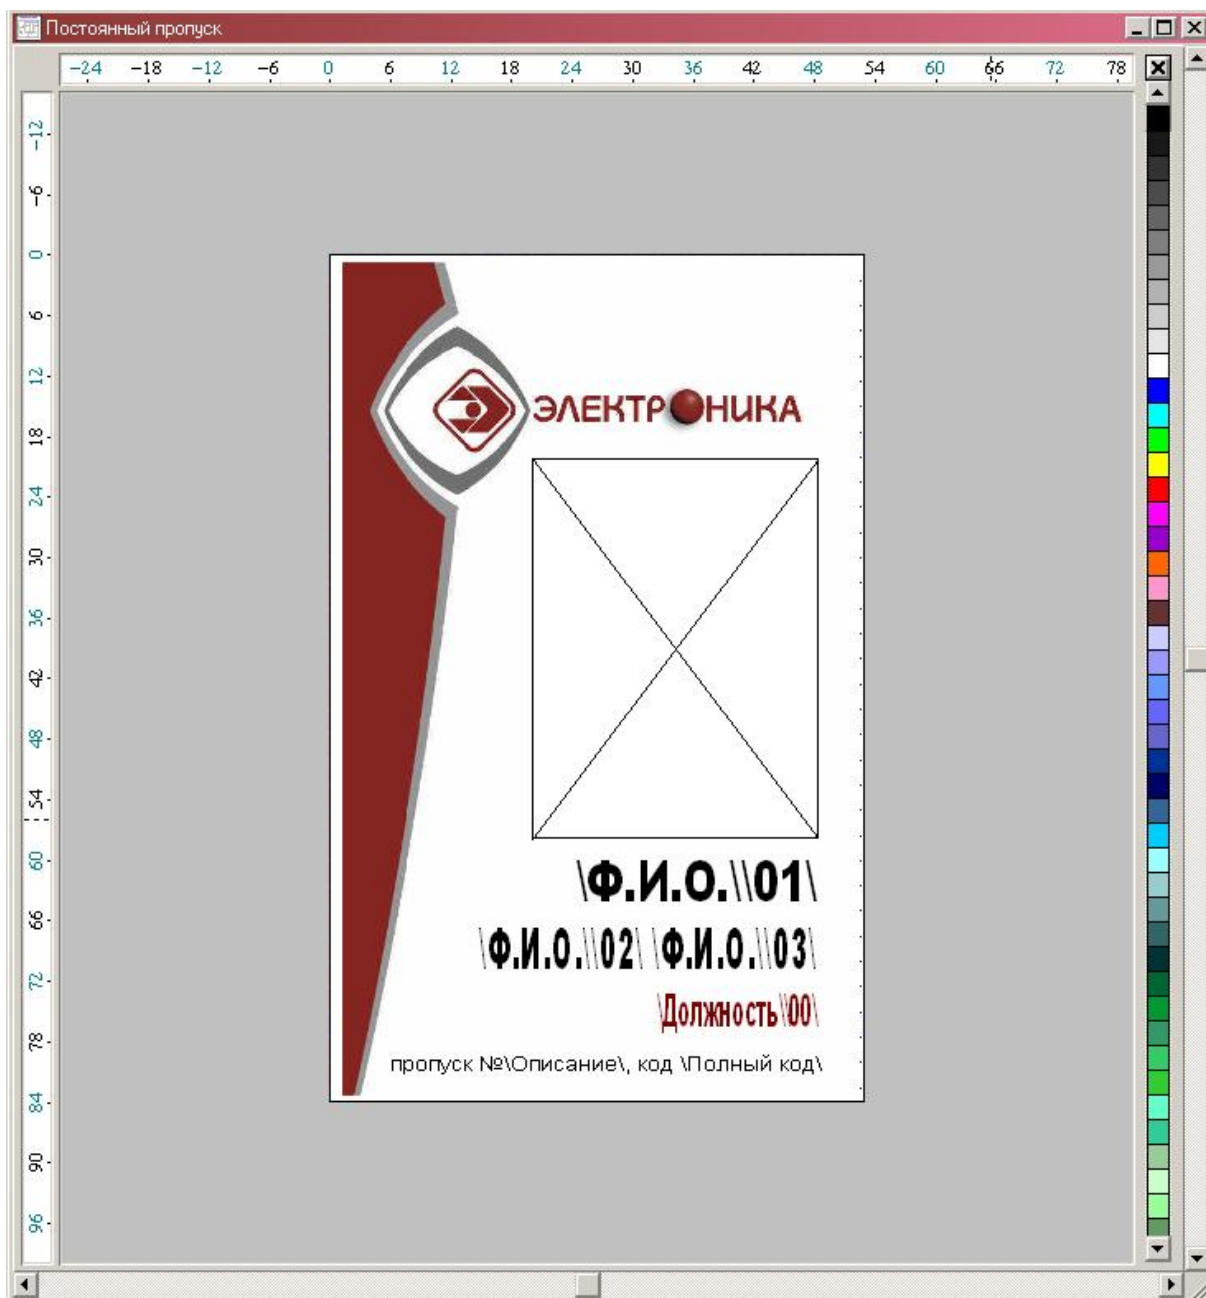 Постоянный пропуск
-24 -18 -12 -6 0 6 12 18 24 30 36 42 48 54 60 66 72 78
-12
-6
0
6
12
18
24
30
36
42
48
54
60
66
72
78
84
90
96
ЭЛЕКТРОНИКА
\Ф.И.О.\\01\
\Ф.И.О.\\02\ \Ф.И.О.\\03\
\Должность\\00\
пропуск №\Описание\, код \Полный код\